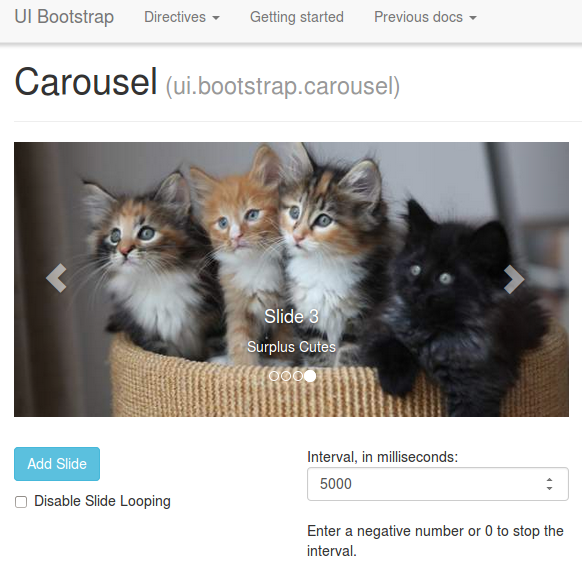 UI Bootstrap Directives Getting started Previous docs
Carousel (ui.bootstrap.carousel)
Slide 3
Surplus Cutes
Add Slide
Disable Slide Looping
Interval, in milliseconds:
5000
Enter a negative number or 0 to stop the
interval.